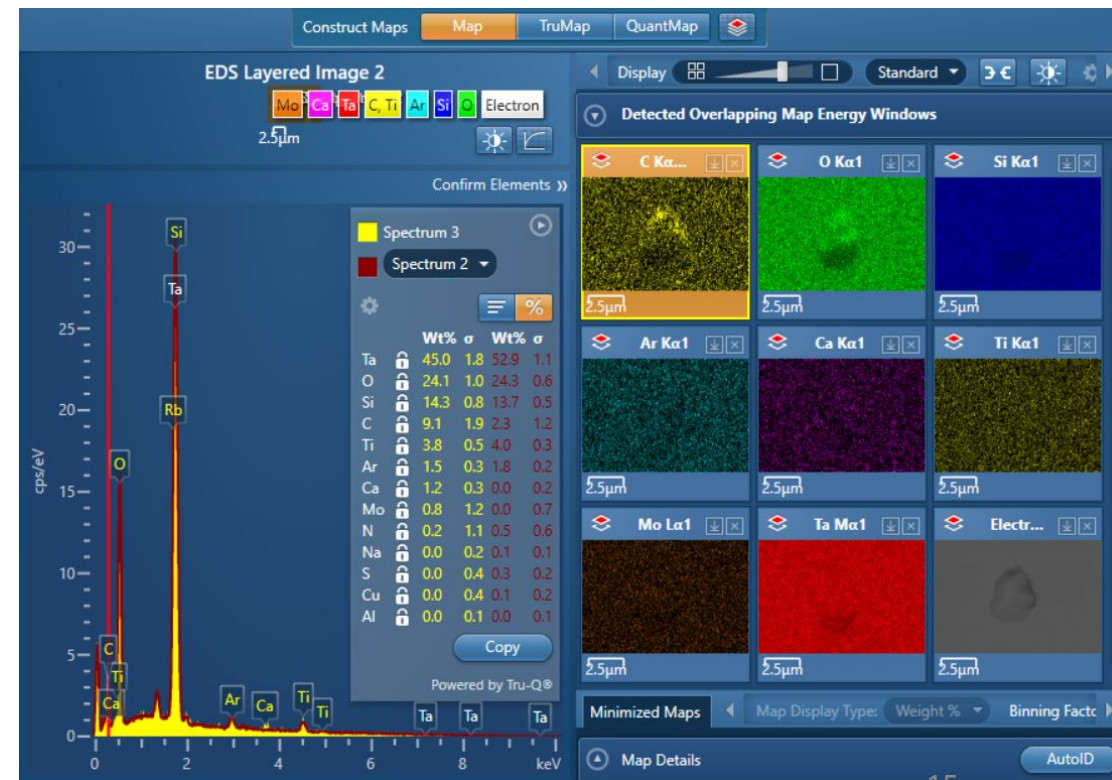 Construct Maps Map TruMap QuantMap
EDS Layered Image 2
Mo Ca Ta C, Ti Ar Si O Electron
2.5µm
Confirm Elements »
Spectrum 3
Spectrum 2
%
Wt% σ Wt% σ
Ta 45.0 1.8 52.9 1.1
O 24.1 1.0 24.3 0.6
Si 14.3 0.8 13.7 0.5
C 9.1 1.9 2.3 1.2
Ti 3.8 0.5 4.0 0.3
Ar 1.5 0.3 1.8 0.2
Ca 1.2 0.3 0.0 0.2
Mo 0.8 1.2 0.0 0.7
N 0.2 1.1 0.5 0.6
Na 0.0 0.2 0.1 0.1
S 0.0 0.4 0.3 0.2
Cu 0.0 0.4 0.1 0.2
Al 0.0 0.1 0.0 0.1
Copy
Powered by Tru-Q®
cps/eV
30
25
20
15
10
5
0
Si
Ta
Rb
O
C
Ti
Ca
Ar
Ca
Ti
Ti
Ta Ta Ta
0 2 4 6 8 keV
Display Standard
Detected Overlapping Map Energy Windows
C Kα... O Kα1 Si Kα1
2.5µm 2.5µm 2.5µm
Ar Kα1 Ca Kα1 Ti Kα1
2.5µm 2.5µm 2.5µm
Mo Lα1 Ta Mα1 Electr...
2.5µm 2.5µm 2.5µm
Minimized Maps Map Display Type: Weight % Binning Factc
Map Details AutoID